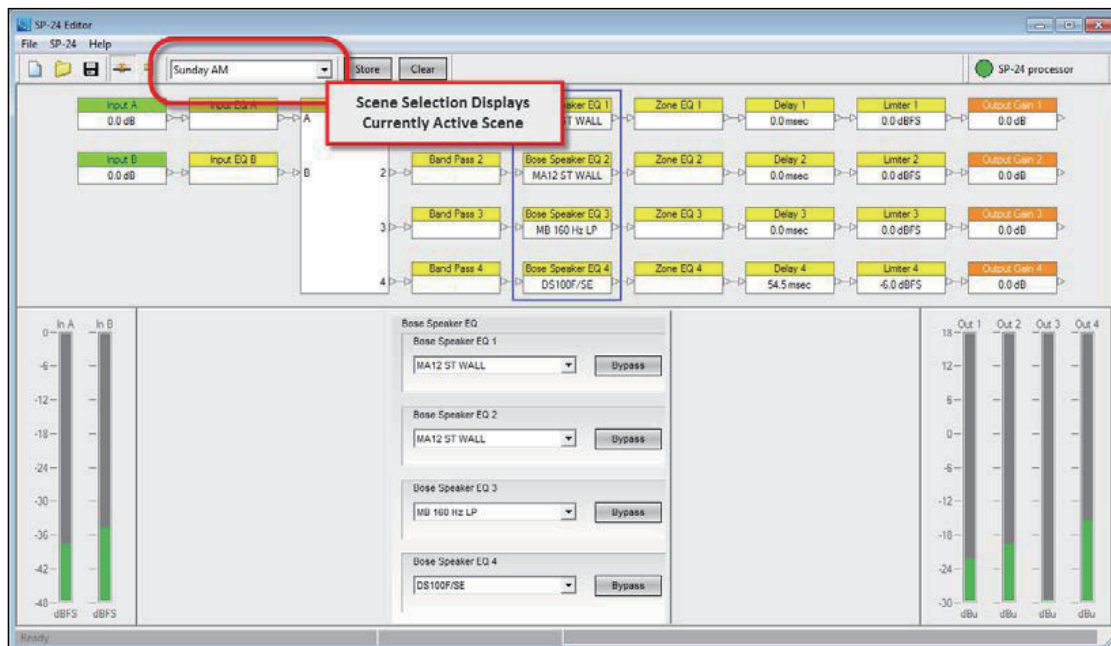 SP-24 Editor
File SP-24 Help
Sunday AM Store Clear SP-24 processor
Scene Selection Displays
Currently Active Scene
Input A Input EQ A Speaker EQ 1 Zone EQ 1 Delay 1 Limiter 1 Output Gain 1
0.0 dB A ST WALL 0.0 msec 0.0 dBFS 0.0 dB
Input B Input EQ B Band Pass 2 Bose Speaker EQ 2 Zone EQ 2 Delay 2 Limiter 2 Output Gain 2
0.0 dB B 2 MA12 ST WALL 0.0 msec 0.0 dBFS 0.0 dB
Band Pass 3 Bose Speaker EQ 3 Zone EQ 3 Delay 3 Limiter 3 Output Gain 3
3 MB 160 Hz LP 0.0 msec 0.0 dBFS 0.0 dB
Band Pass 4 Bose Speaker EQ 4 Zone EQ 4 Delay 4 Limiter 4 Output Gain 4
4 DS100F/SE 54.5 msec -6.0 dBFS 0.0 dB
In A In B
0
-6
-12
-18
-24
-30
-36
-42
-48
dBFS dBFS
Bose Speaker EQ
Bose Speaker EQ 1
MA12 ST WALL Bypass
Bose Speaker EQ 2
MA12 ST WALL Bypass
Bose Speaker EQ 3
MB 160 Hz LP Bypass
Bose Speaker EQ 4
DS100F/SE Bypass
Out 1 Out 2 Out 3 Out 4
18
12
6
0
-6
-12
-18
-24
-30
dBu dBu dBu dBu
Ready